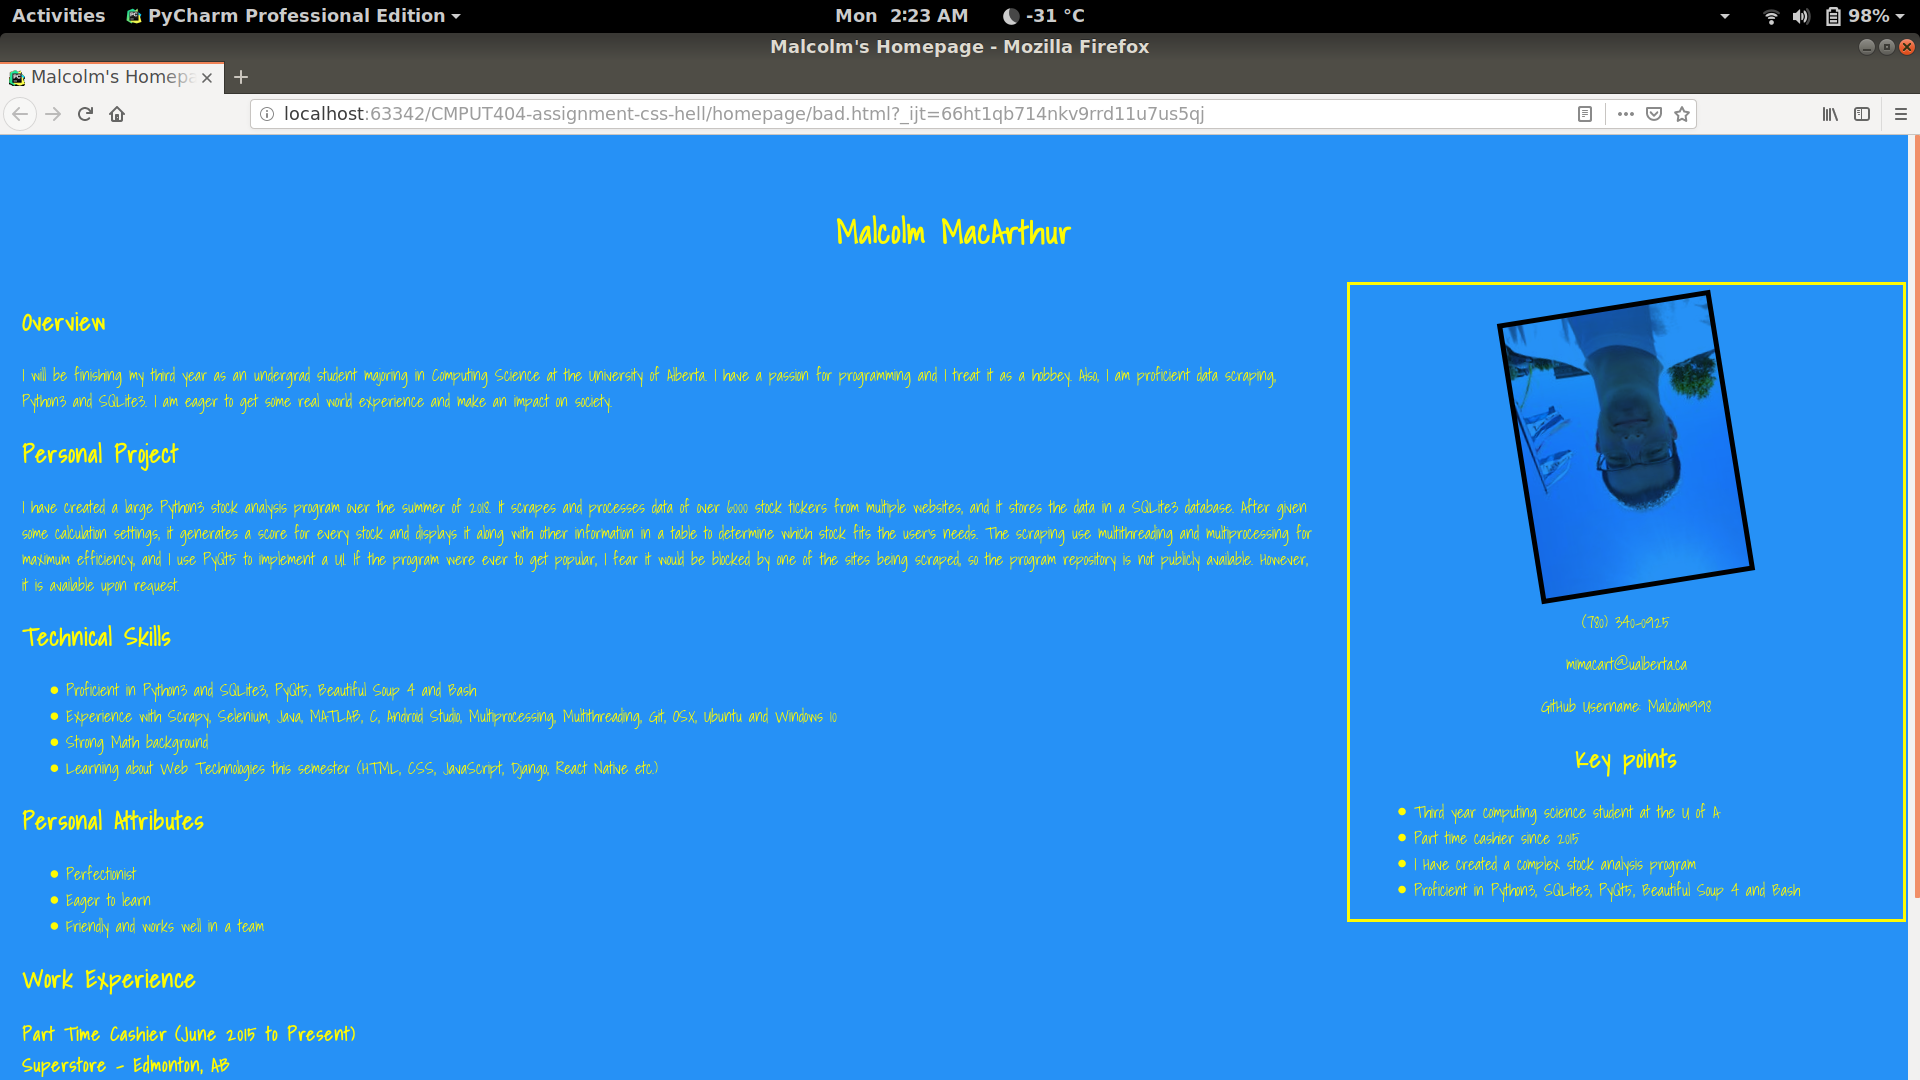 Activities PyCharm Professional Edition Mon 2:23 AM -31 °C 98%
Malcolm's Homepage - Mozilla Firefox
Malcolm's Homepa
localhost:63342/CMPUT404-assignment-css-hell/homepage/bad.html?_ijt=66ht1qb714nkv9rrd11u7us5qj
Malcolm MacArthur
Overview
I will be finishing my third year as an undergrad student majoring in Computing Science at the University of Alberta. I have a passion for programming and I treat it as a hobbey. Also, I am proficient data scraping,
Python3 and SQLite3. I am eager to get some real world experience and make an impact on society.
Personal Project
I have created a large Python3 stock analysis program over the summer of 2018. It scrapes and processes data of over 6000 stock tickers from multiple websites, and it stores the data in a SQLite3 database. After given
some calculation settings, it generates a score for every stock and displays it along with other information in a table to determine which stock fits the user's needs. The scraping use multithreading and multiprocessing for
maximum efficiency, and I use PyQt5 to implement a UI. If the program were ever to get popular, I fear it would be blocked by one of the sites being scraped, so the program repository is not publicly available. However,
it is available upon request.
Technical Skills
Proficient in Python3 and SQLite3, PyQt5, Beautiful Soup 4 and Bash
Experience with Scrapy, Selenium, Java, MATLAB, C, Android Studio, Multiprocessing, Multithreading, Git, OSX, Ubuntu and Windows 10
Strong Math background
Learning about Web Technologies this semester (HTML, CSS, JavaScript, Django, React Native etc.)
Personal Attributes
Perfectionist
Eager to learn
Friendly and works well in a team
Work Experience
Part Time Cashier (June 2015 to Present)
Superstore - Edmonton, AB
(780) 340-0925
mimacart@ualberta.ca
GitHub Username: Malcolm1998
Key points
Third year computing science student at the U of A
Part time cashier since 2015
I Have created a complex stock analysis program
Proficient in Python3, SQLite3, PyQt5, Beautiful Soup 4 and Bash